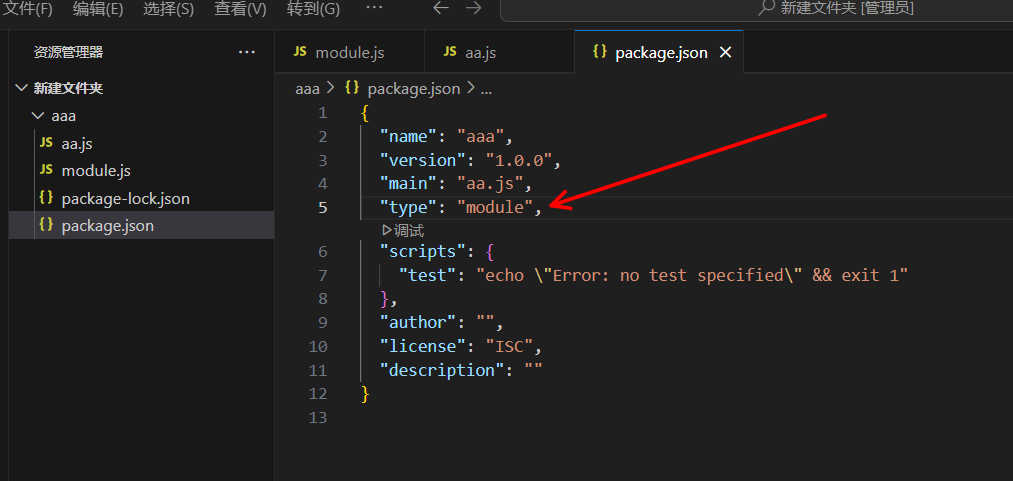 文件(F) 编辑(E) 选择(S) 查看(V) 转到(G) ··· ← → 新建文件夹 [管理员]
资源管理器 ···
新建文件夹
aaa
JS aa.js
JS module.js
{} package-lock.json
{} package.json
JS module.js JS aa.js {} package.json ×
aaa > {} package.json > ...
1 {
2 "name": "aaa",
3 "version": "1.0.0",
4 "main": "aa.js",
5 "type": "module",
调试
6 "scripts": {
7 "test": "echo \"Error: no test specified\" && exit 1"
8 },
9 "author": "",
10 "license": "ISC",
11 "description": ""
12 }
13